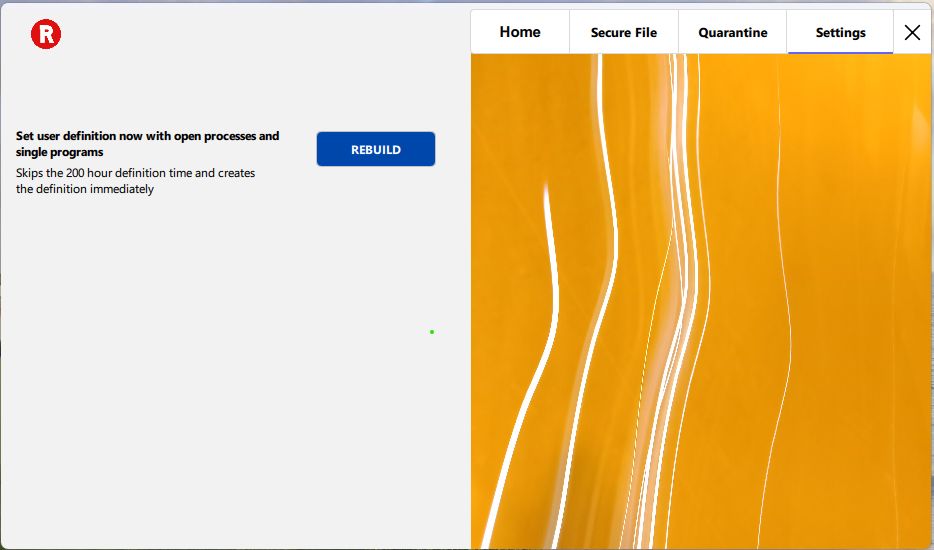 R
Home
Secure File
Quarantine
Settings
Set user definition now with open processes and
single programs
REBUILD
Skips the 200 hour definition time and creates
the definition immediately